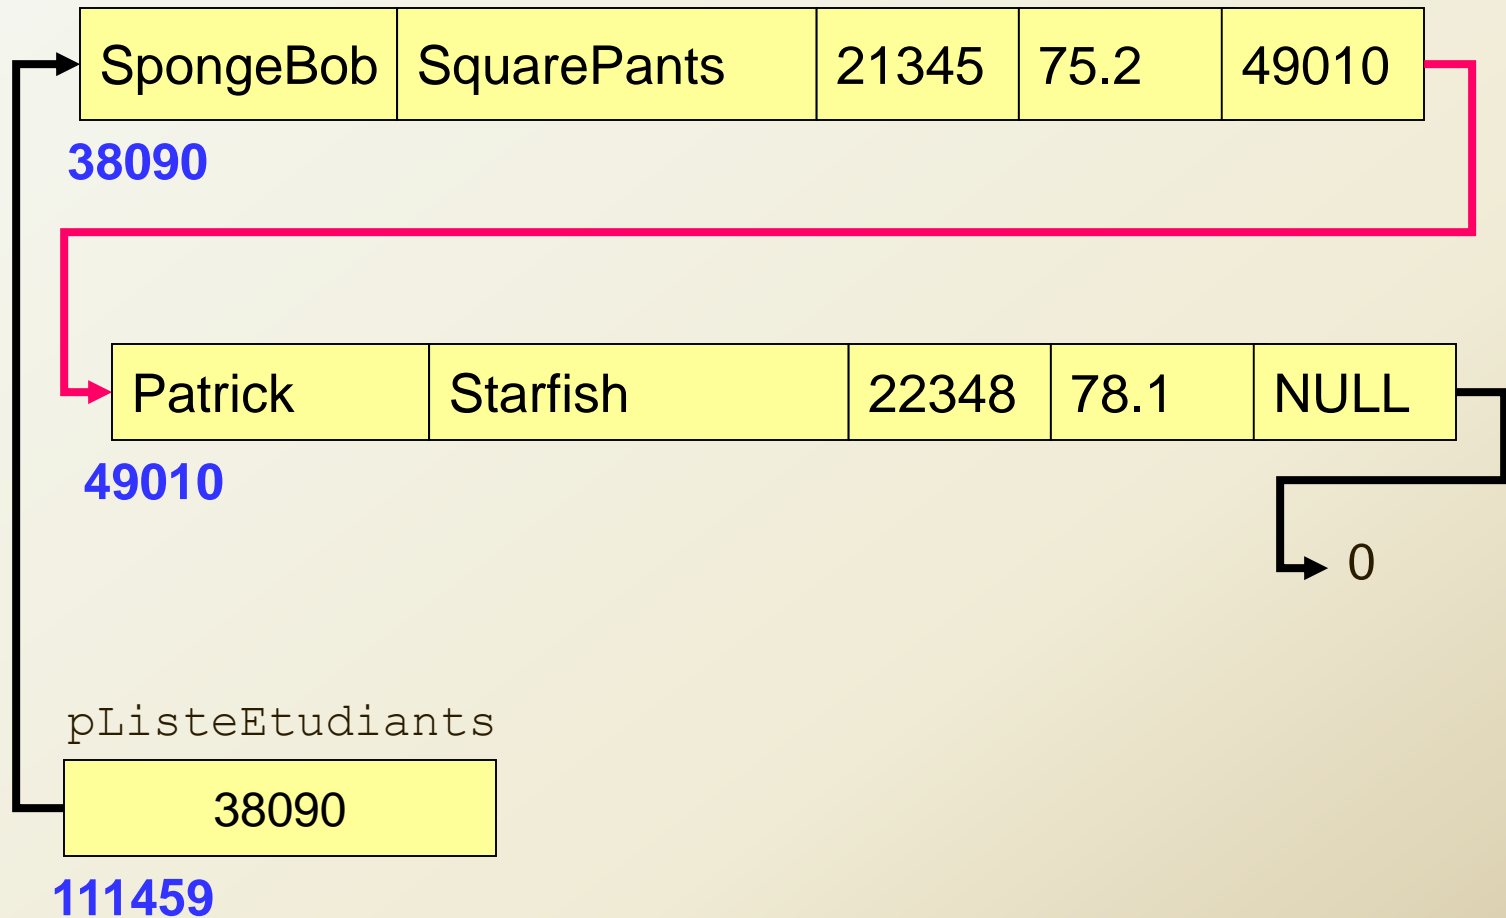 SpongeBob SquarePants 21345 75.2 49010
38090
Patrick Starfish 22348 78.1 NULL
49010
0
pListeEtudiants
38090
111459